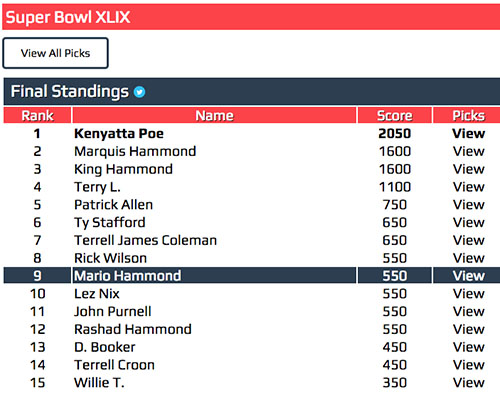 Super Bowl XLIX
View All Picks
Final Standings
Rank Name Score Picks
1 Kenyatta Poe 2050 View
2 Marquis Hammond 1600 View
3 King Hammond 1600 View
4 Terry L. 1100 View
5 Patrick Allen 750 View
6 Ty Stafford 650 View
7 Terrell James Coleman 650 View
8 Rick Wilson 550 View
9 Mario Hammond 550 View
10 Lez Nix 550 View
11 John Purnell 550 View
12 Rashad Hammond 550 View
13 D. Booker 450 View
14 Terrell Croon 450 View
15 Willie T. 350 View